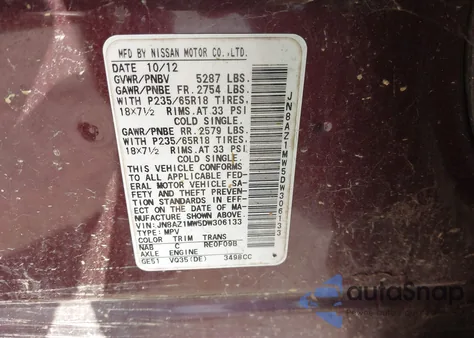 MFD BY NISSAN MOTOR CO.,LTD.
DATE 10/12
GVWR/PNBV 5287 LBS.
GAWR/PNBE FR. 2754 LBS.
WITH P235/65R18 TIRES.
18×7½ RIMS.AT 33 PSI
COLD SINGLE.
GAWR/PNBE RR. 2579 LBS.
WITH P235/65R18 TIRES.
18×7½ RIMS.AT 33 PSI
COLD SINGLE.
THIS VEHICLE CONFORMS
TO ALL APPLICABLE FED-
ERAL MOTOR VEHICLE SA-
FETY AND THEFT PREVEN-
TION STANDARDS IN EFF-
ECT ON THE DATE OF MA-
NUFACTURE SHOWN ABOVE.
VIN: JN8AZ1MW5DW306133
TYPE: MPV
COLOR TRIM TRANS
NAB C RE0F09B
AXLE ENGINE
GE51 VQ35(DE) 3498CC
JN8AZ1MW5DW306133
autoSnap